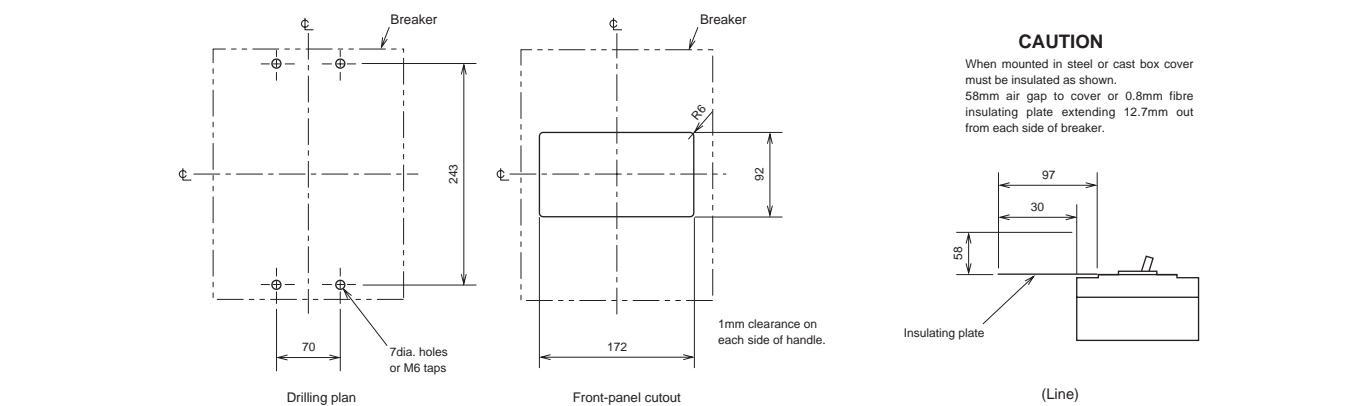 ℄
Breaker
℄
243
70
7dia. holes
or M6 taps
Drilling plan
℄
Breaker
R6
℄
92
172
1mm clearance on
each side of handle.
Front-panel cutout
CAUTION
When mounted in steel or cast box cover
must be insulated as shown.
58mm air gap to cover or 0.8mm fibre
insulating plate extending 12.7mm out
from each side of breaker.
97
30
58
Insulating plate
(Line)